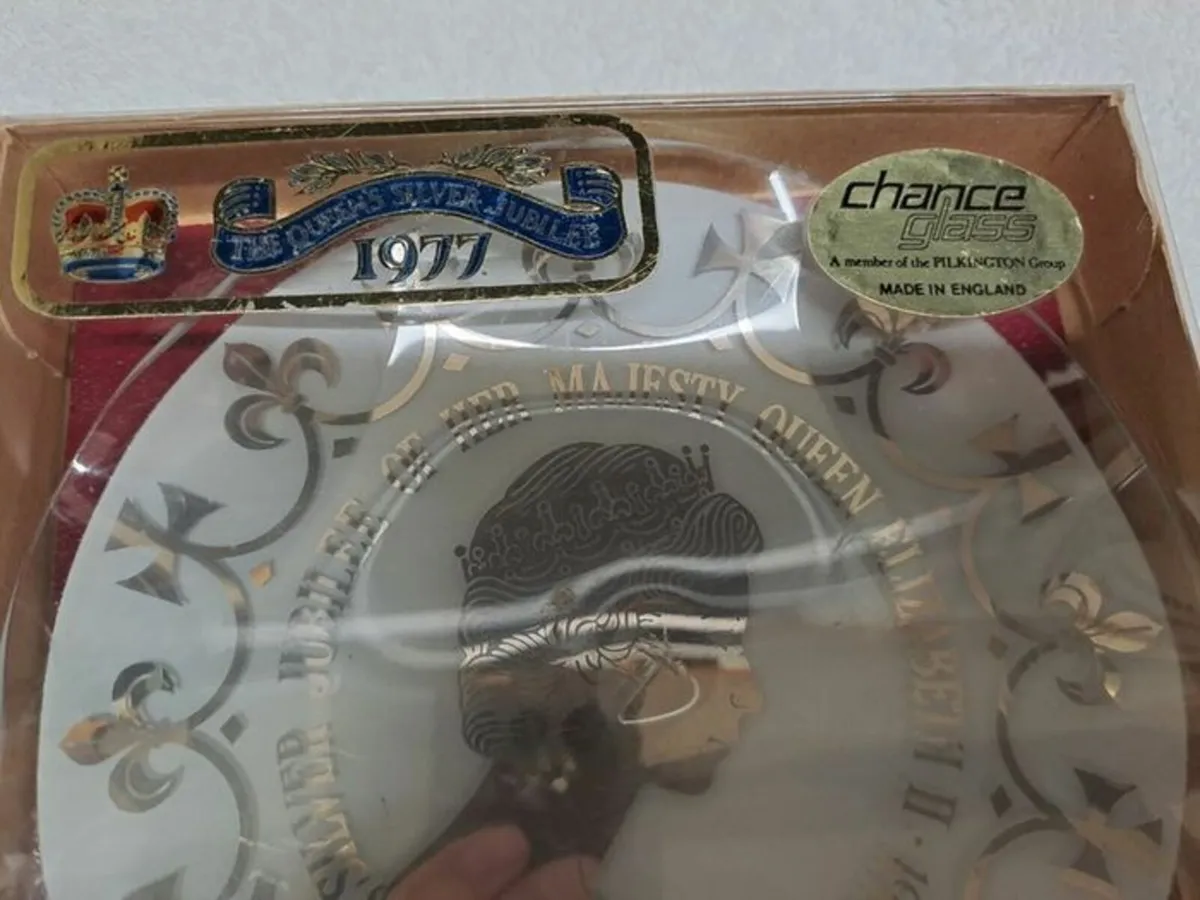 THE QUEEN'S SILVER JUBILEE
1977
chance
glass
A member of the PILKINGTON Group
MADE IN ENGLAND
JUBILEE OF HER MAJESTY QUEEN ELIZABETH II ·